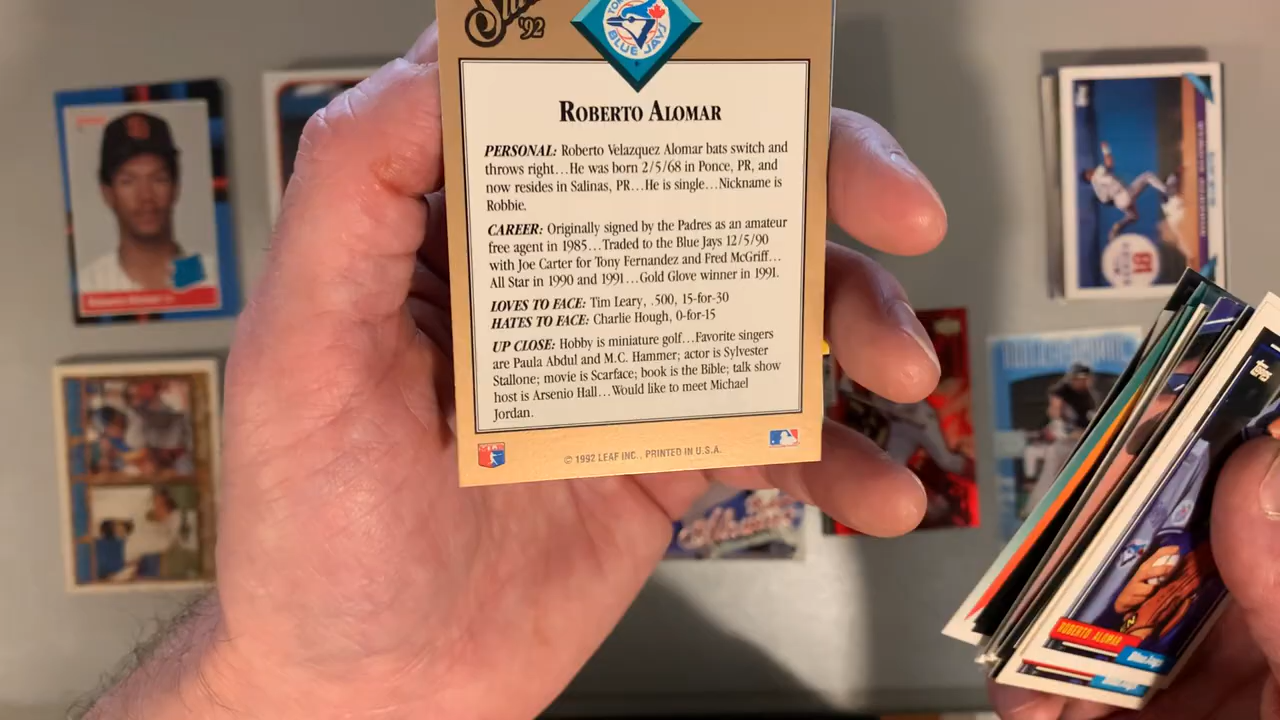 '92
BLUE JAYS
ROBERTO ALOMAR
PERSONAL: Roberto Velazquez Alomar bats switch and
throws right...He was born 2/5/68 in Ponce, PR, and
now resides in Salinas, PR...He is single...Nickname is
Robbie.
CAREER: Originally signed by the Padres as an amateur
free agent in 1985...Traded to the Blue Jays 12/5/90
with Joe Carter for Tony Fernandez and Fred McGriff...
All Star in 1990 and 1991...Gold Glove winner in 1991.
LOVES TO FACE: Tim Leary, .500, 15-for-30
HATES TO FACE: Charlie Hough, 0-for-15
UP CLOSE: Hobby is miniature golf...Favorite singers
are Paula Abdul and M.C. Hammer; actor is Sylvester
Stallone; movie is Scarface; book is the Bible; talk show
host is Arsenio Hall...Would like to meet Michael
Jordan.
© 1992 LEAF INC., PRINTED IN U.S.A.
ROBERTO ALOMAR
Blue Jays